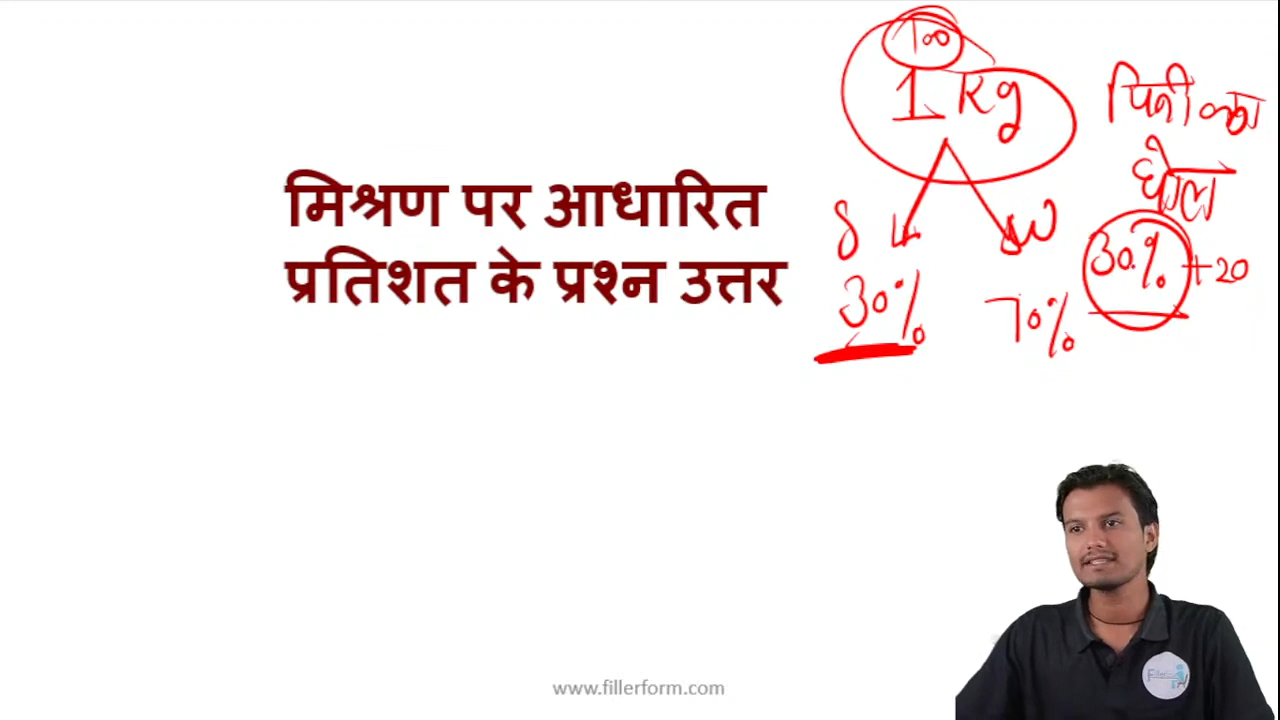 मिश्रण पर आधारित
प्रतिशत के प्रश्न उत्तर
100
1 Kg
S W
30% 70%
का
घोल
30% + 20
www.fillerform.com